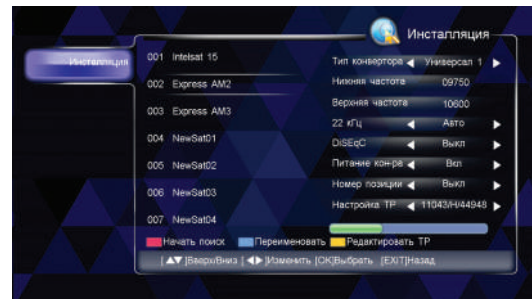 Инсталляция
Инсталляция
001 Intelsat 15
002 Express AM2
003 Express AM3
004 NewSat01
005 NewSat02
006 NewSat03
007 NewSat04
Тип конвертора Универсал 1
Нижняя частота 09750
Верхняя частота 10600
22 кГц Авто
DiSEqC Выкл
Питание кон-ра Вкл
Номер позиции Выкл
Настройка TP 11043/H/44948
Начать поиск Переименовать Редактировать TP
[▲▼]Вверх/Вниз [◀▶]Изменить [OK]Выбрать [EXIT]Назад